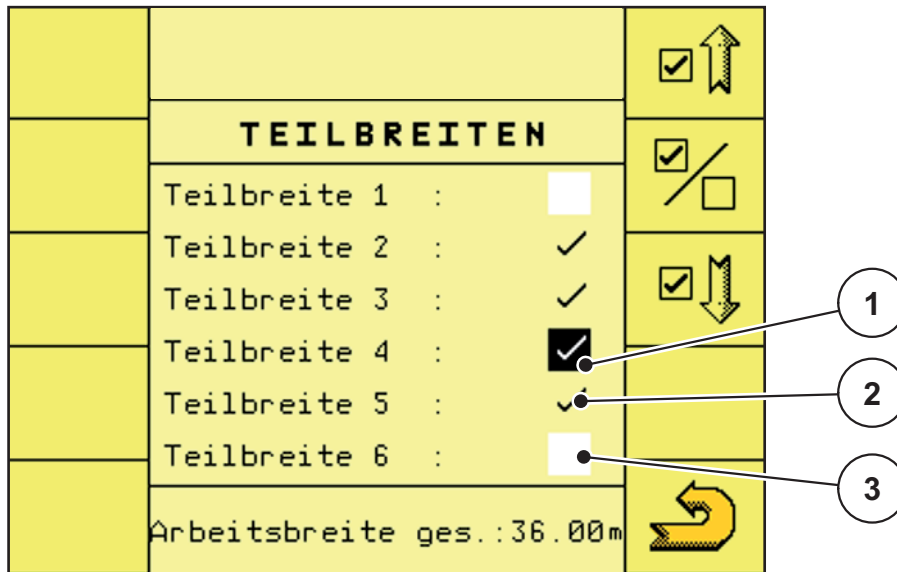 TEILBREITEN
Teilbreite 1 :
Teilbreite 2 :
Teilbreite 3 :
Teilbreite 4 :
Teilbreite 5 :
Teilbreite 6 :
Arbeitsbreite ges.:36.00m
1
2
3